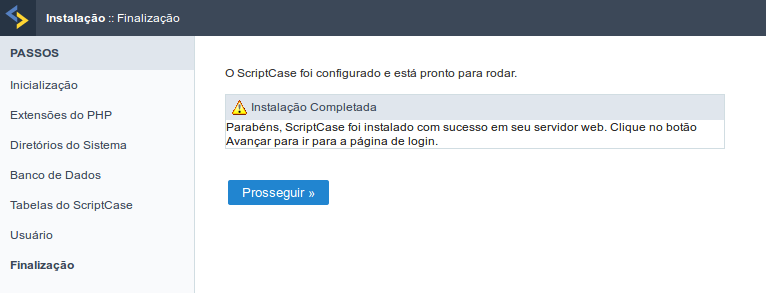 Instalação :: Finalização
PASSOS
Inicialização
Extensões do PHP
Diretórios do Sistema
Banco de Dados
Tabelas do ScriptCase
Usuário
Finalização
O ScriptCase foi configurado e está pronto para rodar.
Instalação Completada
Parabéns, ScriptCase foi instalado com sucesso em seu servidor web. Clique no botão
Avançar para ir para a página de login.
Prosseguir »